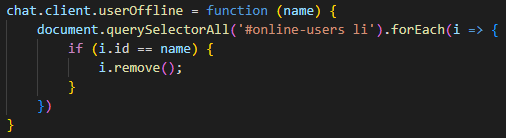 chat.client.userOffline = function (name) {
    document.querySelectorAll('#online-users li').forEach(i => {
        if (i.id == name) {
            i.remove();
        }
    })
}